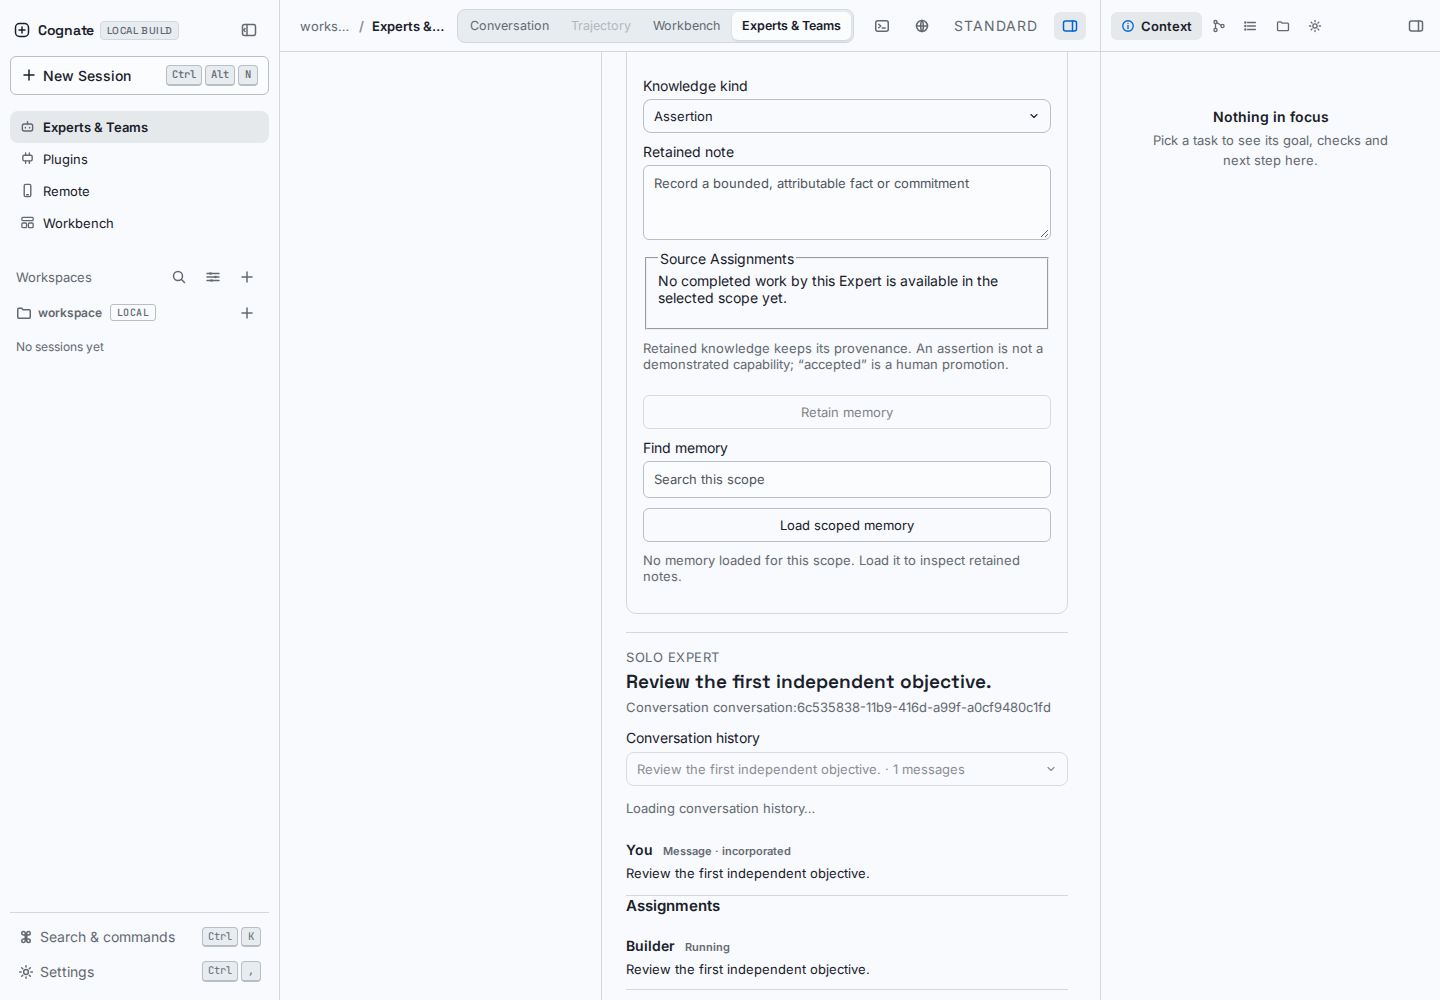 Cognate LOCAL BUILD
New Session Ctrl Alt N
Experts & Teams
Plugins
Remote
Workbench
Workspaces
workspace LOCAL
No sessions yet
Search & commands Ctrl K
Settings Ctrl ,
works... / Experts &...
Conversation Trajectory Workbench Experts & Teams
STANDARD
Knowledge kind
Assertion
Retained note
Record a bounded, attributable fact or commitment
Source Assignments
No completed work by this Expert is available in the
selected scope yet.
Retained knowledge keeps its provenance. An assertion is not a
demonstrated capability; “accepted” is a human promotion.
Retain memory
Find memory
Search this scope
Load scoped memory
No memory loaded for this scope. Load it to inspect retained
notes.
SOLO EXPERT
Review the first independent objective.
Conversation conversation:6c535838-11b9-416d-a99f-a0cf9480c1fd
Conversation history
Review the first independent objective. · 1 messages
Loading conversation history...
You Message · incorporated
Review the first independent objective.
Assignments
Builder Running
Review the first independent objective.
Context
Nothing in focus
Pick a task to see its goal, checks and
next step here.